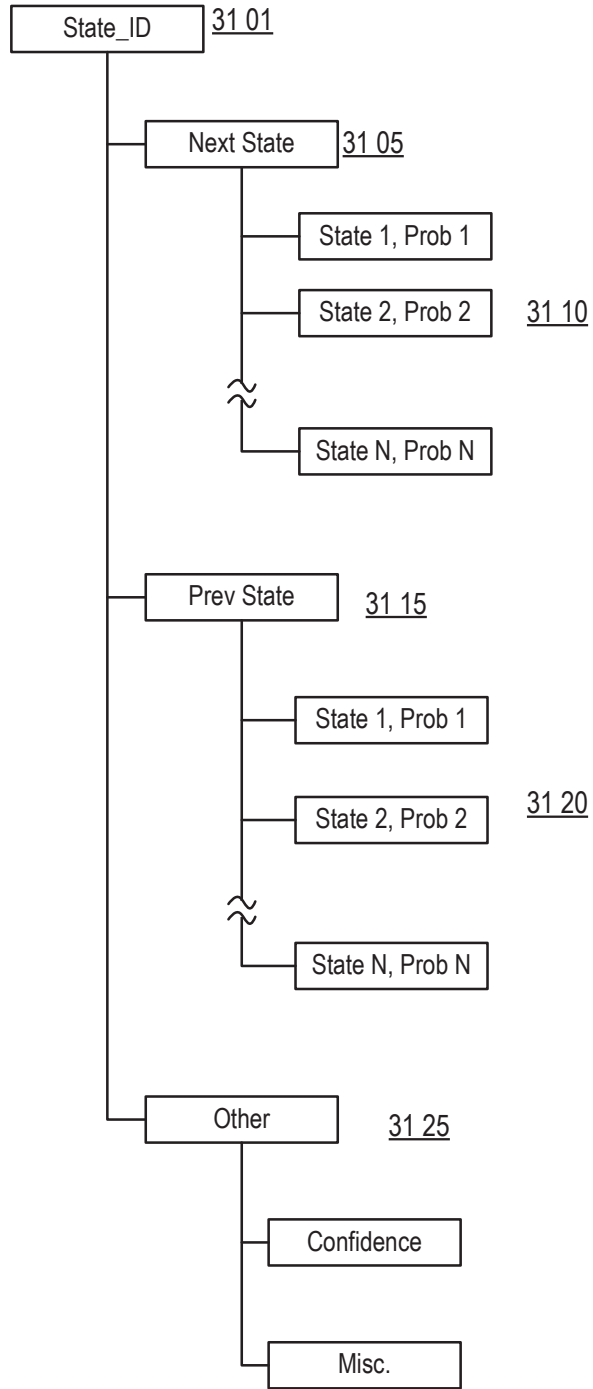 State_ID 31 01
Next State 31 05
State 1, Prob 1
State 2, Prob 2 31 10
State N, Prob N
Prev State 31 15
State 1, Prob 1
State 2, Prob 2 31 20
State N, Prob N
Other 31 25
Confidence
Misc.